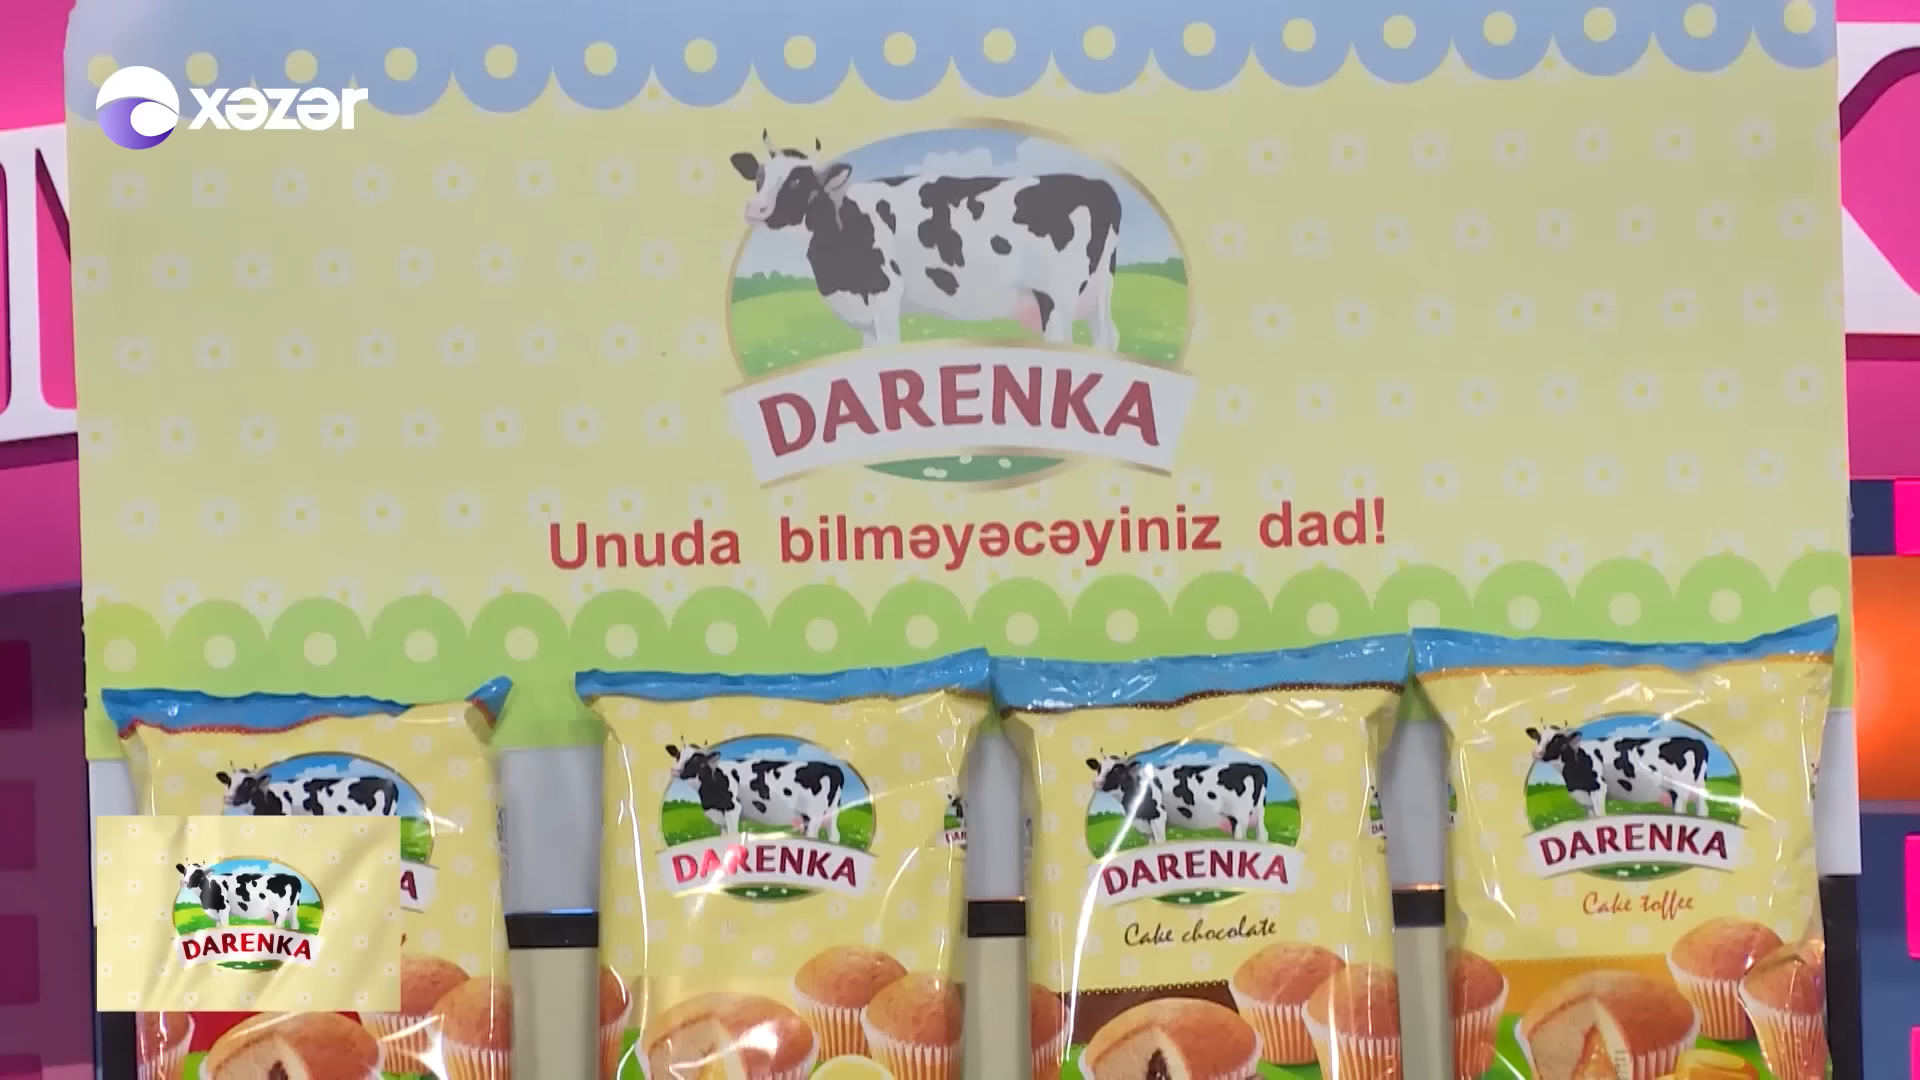 xəzər
DARENKA
Unuda bilməyəcəyiniz dad!
DARENKA
DARENKA
DARENKA
Cake chocolate
DARENKA
Cake toffee
DARENKA